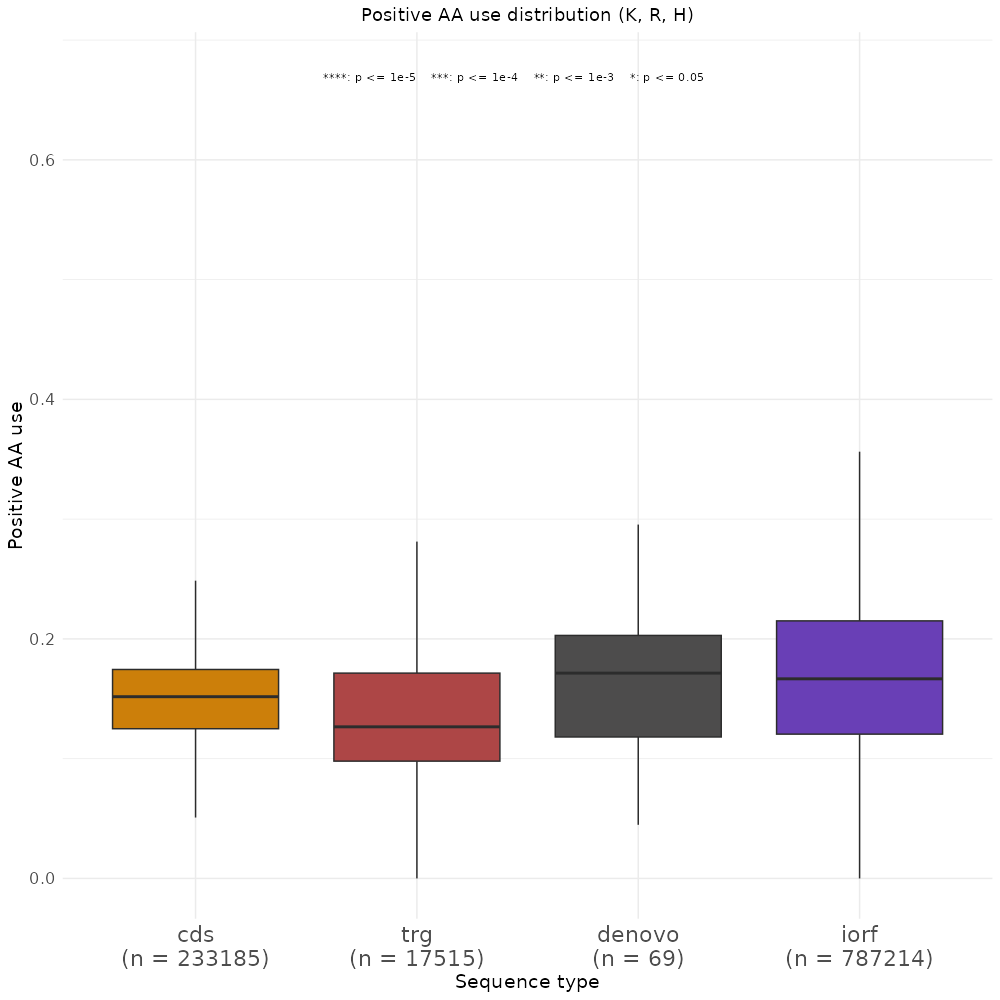 Positive AA use distribution (K, R, H)
****: p <= 1e-5    ***: p <= 1e-4    **: p <= 1e-3    *: p <= 0.05
0.6
0.4
0.2
0.0
Positive AA use
cds trg denovo iorf
(n = 233185) (n = 17515) (n = 69) (n = 787214)
Sequence type